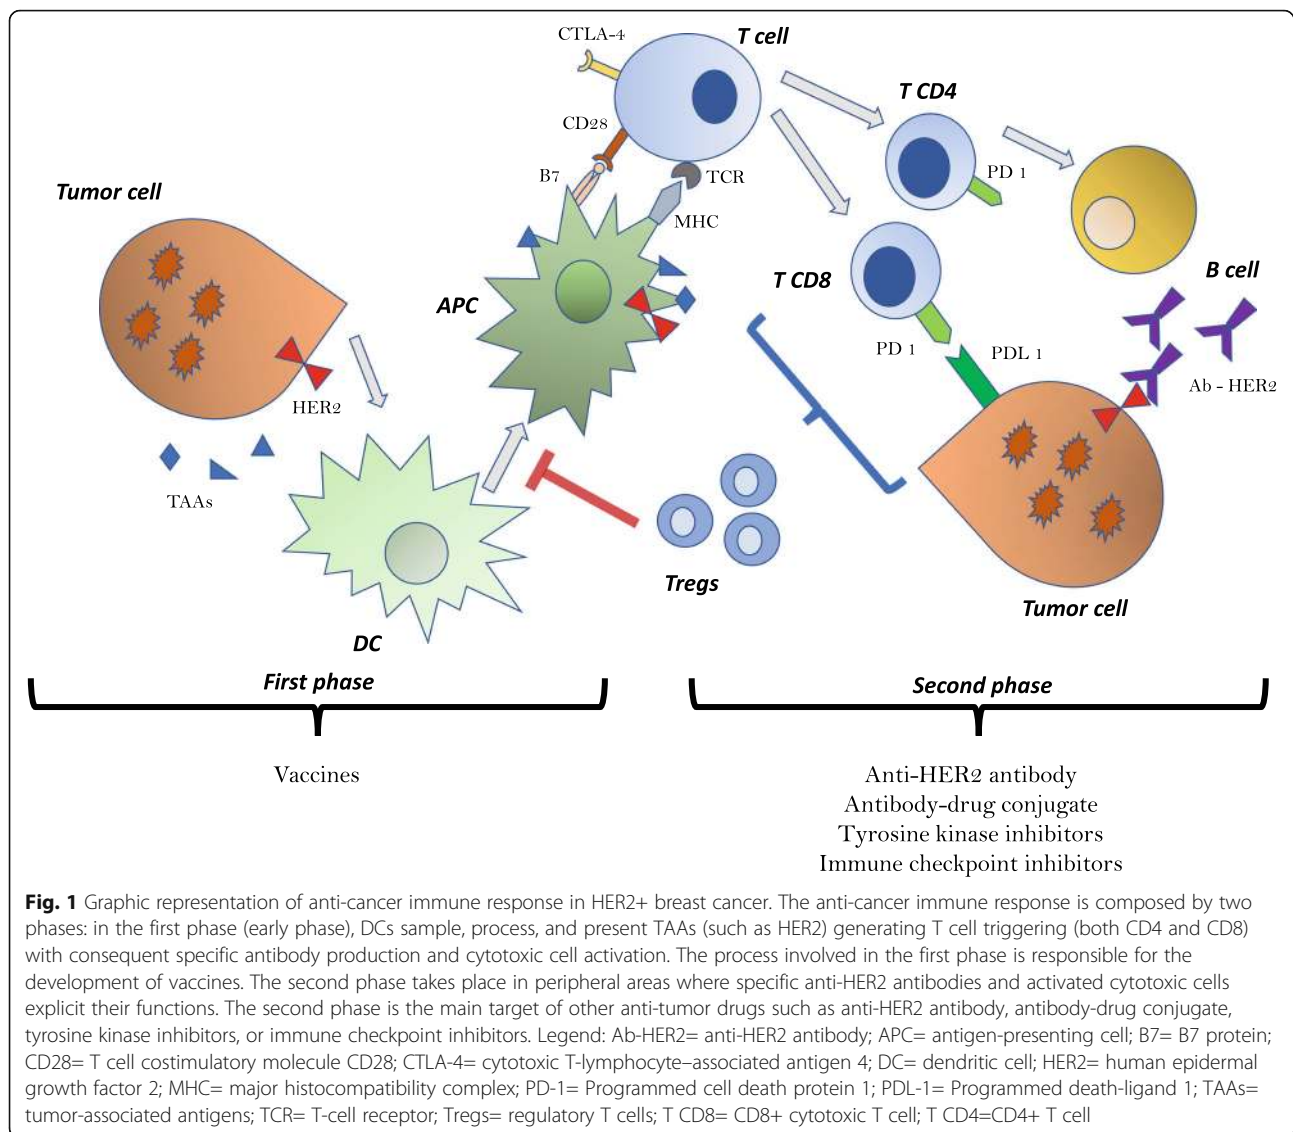 CTLA-4
T cell
T CD4
CD28
PD 1
B7
TCR
Tumor cell
MHC
B cell
T CD8
APC
PD 1
PDL 1
Ab - HER2
HER2
TAAs
Tregs
Tumor cell
DC
First phase
Second phase
Vaccines
Anti-HER2 antibody
Antibody-drug conjugate
Tyrosine kinase inhibitors
Immune checkpoint inhibitors
Fig. 1 Graphic representation of anti-cancer immune response in HER2+ breast cancer. The anti-cancer immune response is composed by two
phases: in the first phase (early phase), DCs sample, process, and present TAAs (such as HER2) generating T cell triggering (both CD4 and CD8)
with consequent specific antibody production and cytotoxic cell activation. The process involved in the first phase is responsible for the
development of vaccines. The second phase takes place in peripheral areas where specific anti-HER2 antibodies and activated cytotoxic cells
explicit their functions. The second phase is the main target of other anti-tumor drugs such as anti-HER2 antibody, antibody-drug conjugate,
tyrosine kinase inhibitors, or immune checkpoint inhibitors. Legend: Ab-HER2= anti-HER2 antibody; APC= antigen-presenting cell; B7= B7 protein;
CD28= T cell costimulatory molecule CD28; CTLA-4= cytotoxic T-lymphocyte–associated antigen 4; DC= dendritic cell; HER2= human epidermal
growth factor 2; MHC= major histocompatibility complex; PD-1= Programmed cell death protein 1; PDL-1= Programmed death-ligand 1; TAAs=
tumor-associated antigens; TCR= T-cell receptor; Tregs= regulatory T cells; T CD8= CD8+ cytotoxic T cell; T CD4=CD4+ T cell